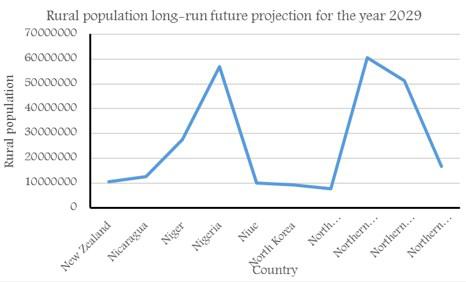 Rural population long-run future projection for the year 2029
Rural population
70000000
60000000
50000000
40000000
30000000
20000000
10000000
0
New Zealand
Nicaragua
Niger
Nigeria
Niue
North Korea
North...
Northern...
Northern...
Northern...
Country